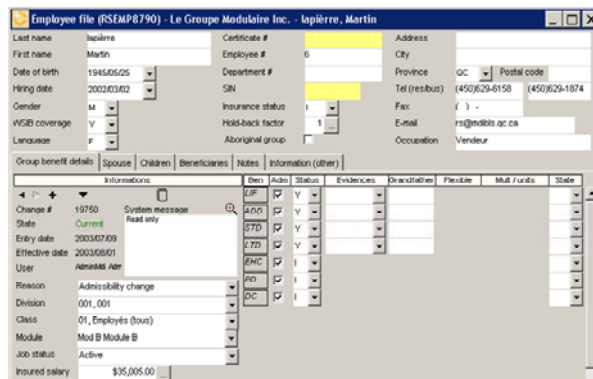 Employee file (RSEMP8790) - Le Groupe Modulaire Inc. - lapièrre, Martin
Last name lapièrre Certificate # Address
First name Martin Employee # 6 City
Date of birth 1945/05/25 Department # Province QC Postal code
Hiring date 2002/03/02 SIN Tel (res/bus) (450)629-6158 (450)629-1874
Gender M Insurance status Fax ( ) -
WSIB coverage Y Hold-back factor 1 ... E-mail rs@mdibls.qc.ca
Language F Aboriginal group Occupation Vendeur
Group benefit details Spouse Children Beneficiaries Notes Information (other)
Informations Ben Adm Status Evidences Grandfather Flexible Mult / units State
LIF Y
Change # 19750 System message ADD Y
State Current Read only STD Y
Entry date 2003/07/09 LTD Y
Effective date 2003/08/01 EHC I
User AdminMdi Adm PD I
Reason Admissibility change DC I
Division 001, 001
Class 01, Employés (tous)
Module Mod B Module B
Job status Active
Insured salary $35,005.00 ...